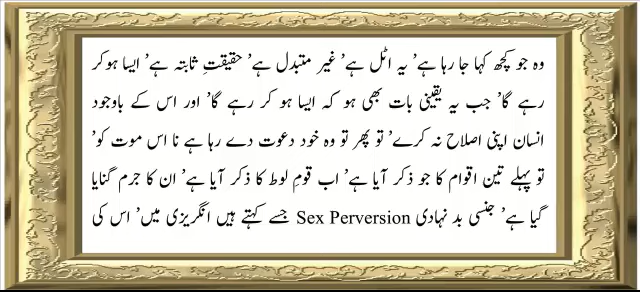 وہ جو کچھ کہا جا رہا ہے’ یہ اٹل ہے’ غیر متبدل ہے’ حقیقتِ ثابتہ ہے’ ایسا ہوکر
رہے گا’ جب یہ یقینی بات بھی ہو کہ ایسا ہو کر رہے گا’ اور اس کے باوجود
انسان اپنی اصلاح نہ کرے’ تو پھر تو وہ خود دعوت دے رہا ہے نا اس موت کو’
تو پہلے تین اقوام کا جو ذکر آیا ہے’ اب قومِ لوط کا ذکر آیا ہے’ ان کا جرم گنایا
گیا ہے’ جنسی بد نہادی Sex Perversion جسے کہتے ہیں انگریزی میں’ اس کی